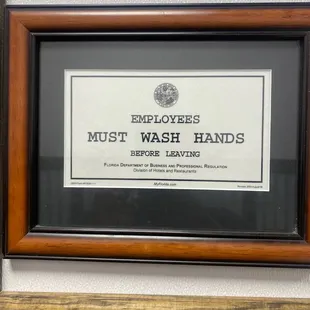 EMPLOYEES
MUST WASH HANDS
BEFORE LEAVING
FLORIDA DEPARTMENT OF BUSINESS AND PROFESSIONAL REGULATION
Division of Hotels and Restaurants
MyFlorida.com